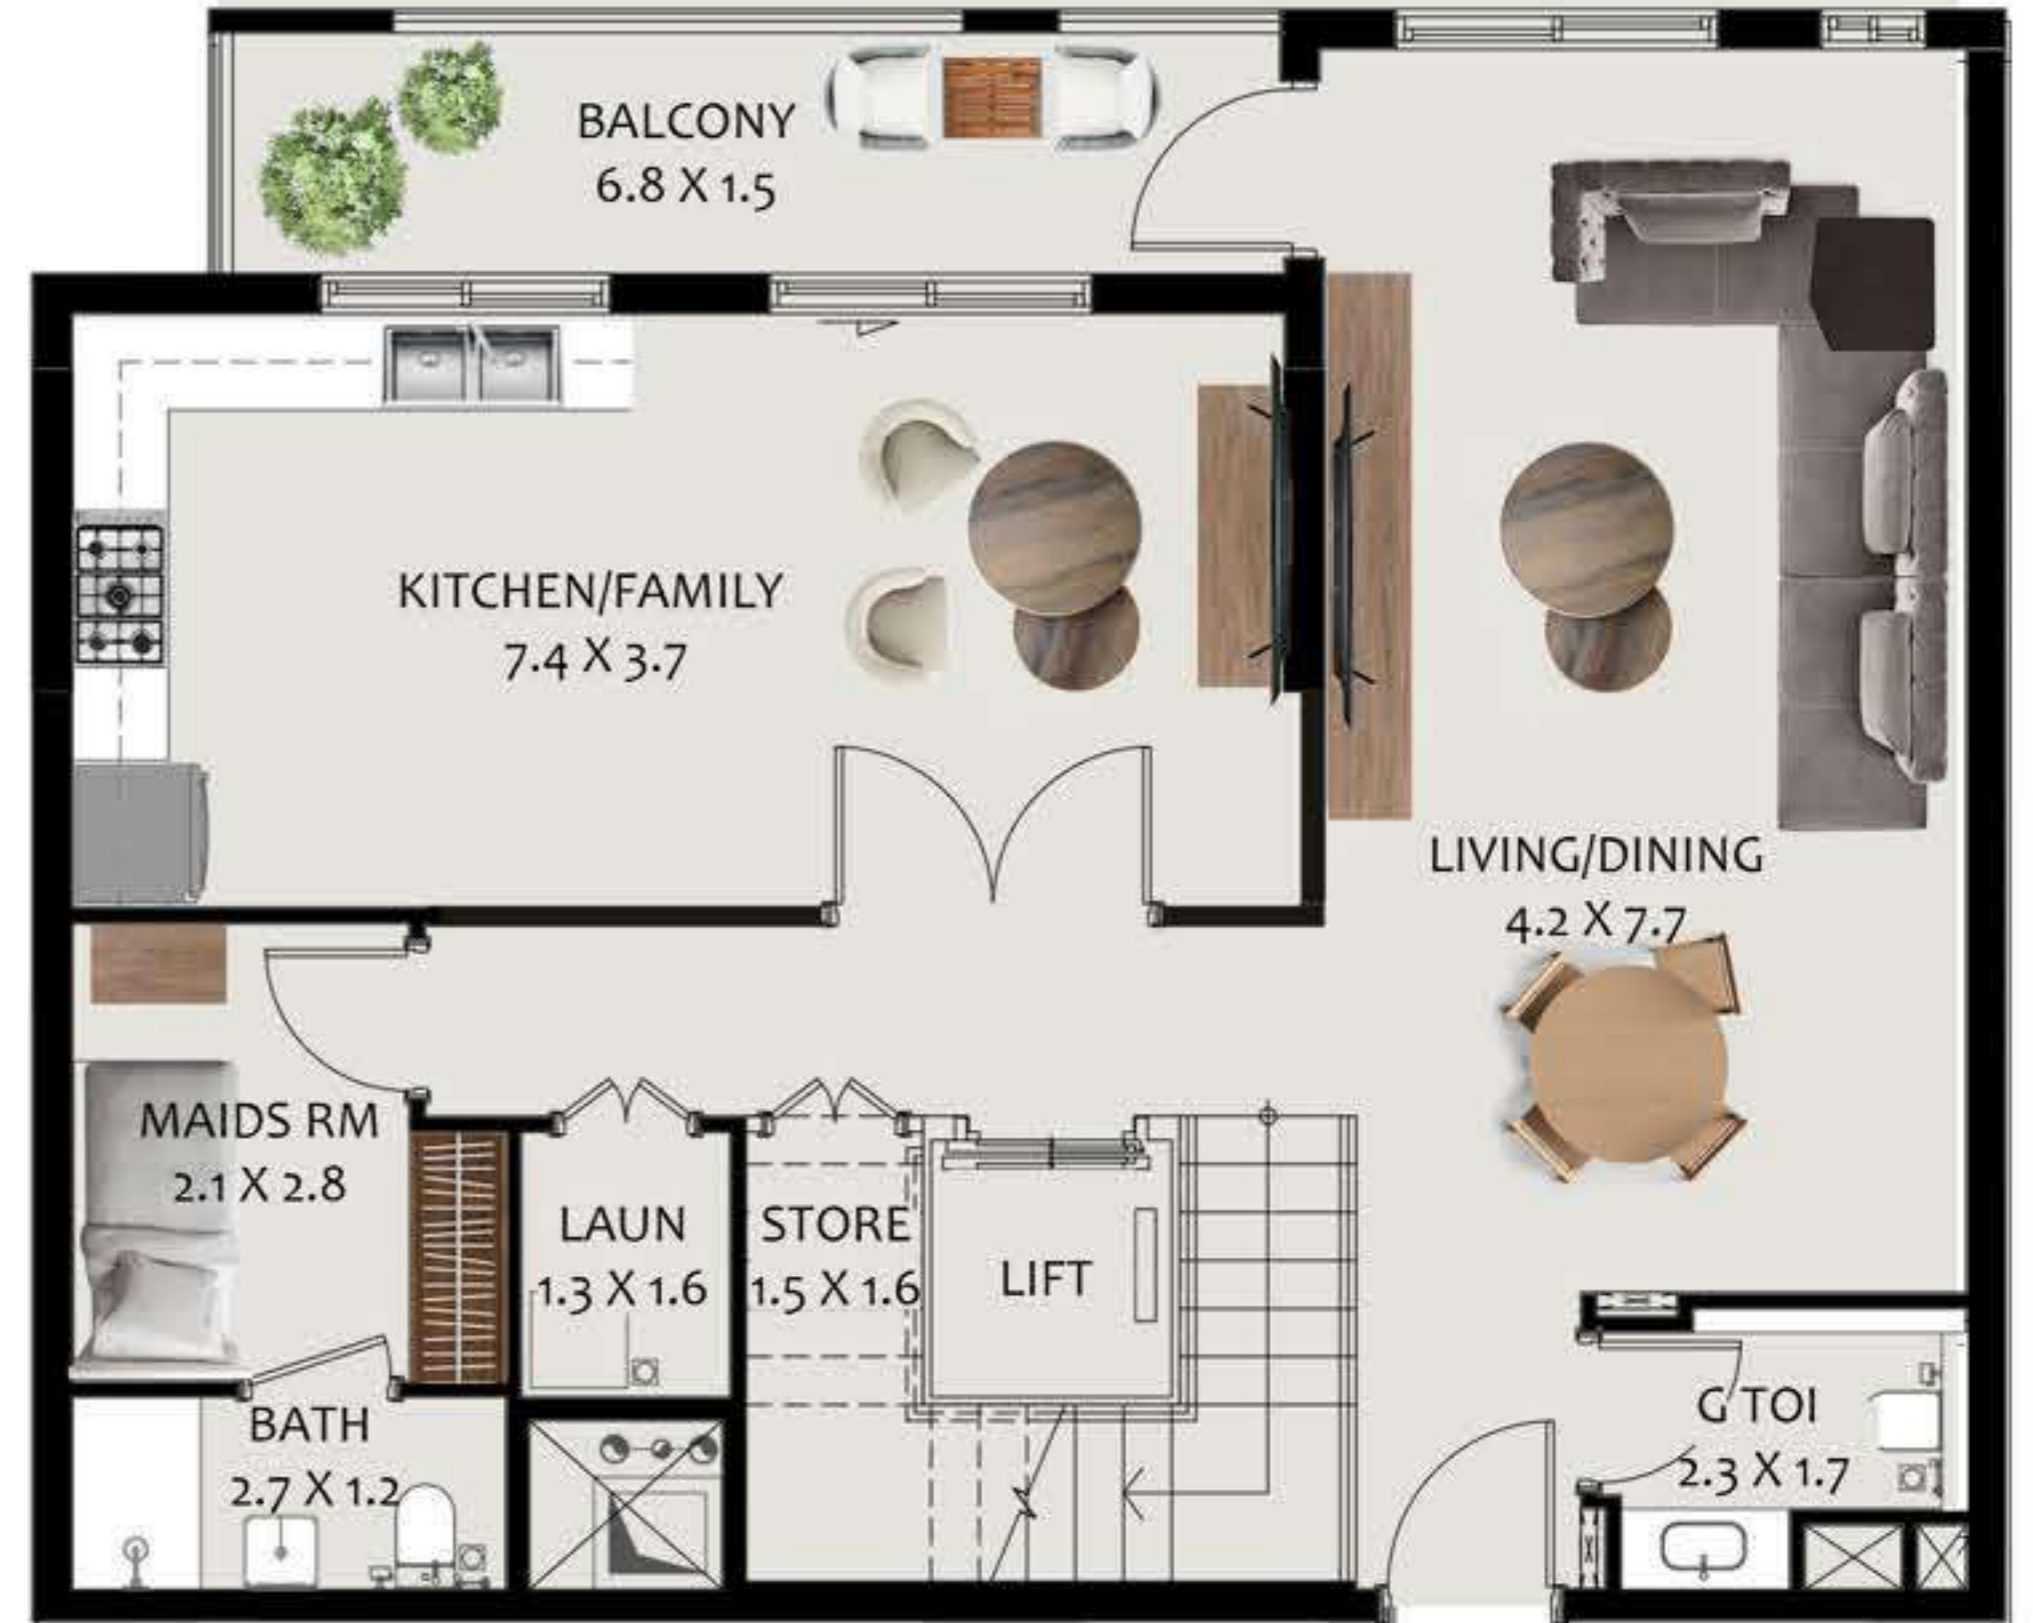 BALCONY
6.8 X 1.5
KITCHEN/FAMILY
7.4 X 3.7
LIVING/DINING
4.2 X 7.7
MAIDS RM
2.1 X 2.8
LAUN
1.3 X 1.6
STORE
1.5 X 1.6
LIFT
BATH
2.7 X 1.2
G TOI
2.3 X 1.7